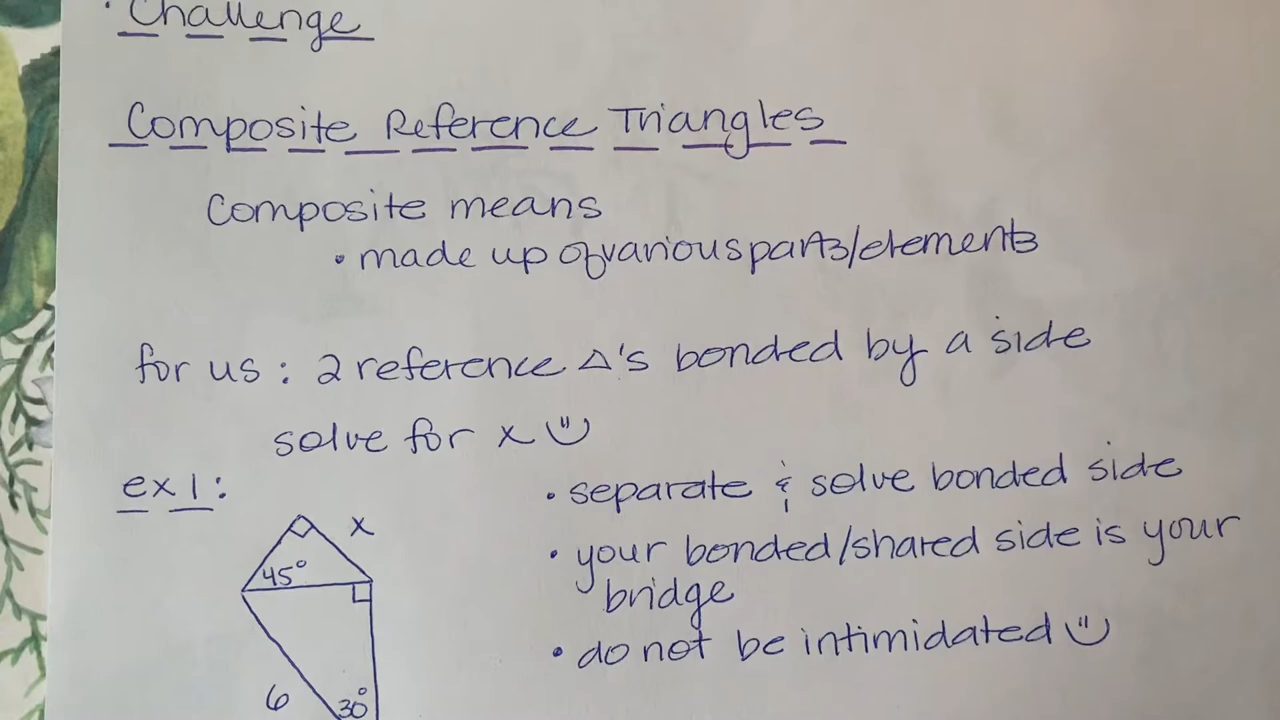 · Challenge
Composite Reference Triangles
Composite means
· made up of various parts/elements
for us : 2 reference Δ's bonded by a side
solve for x
ex 1:
· separate & solve bonded side
· your bonded/shared side is your
bridge
· do not be intimidated
x
45°
6
30°